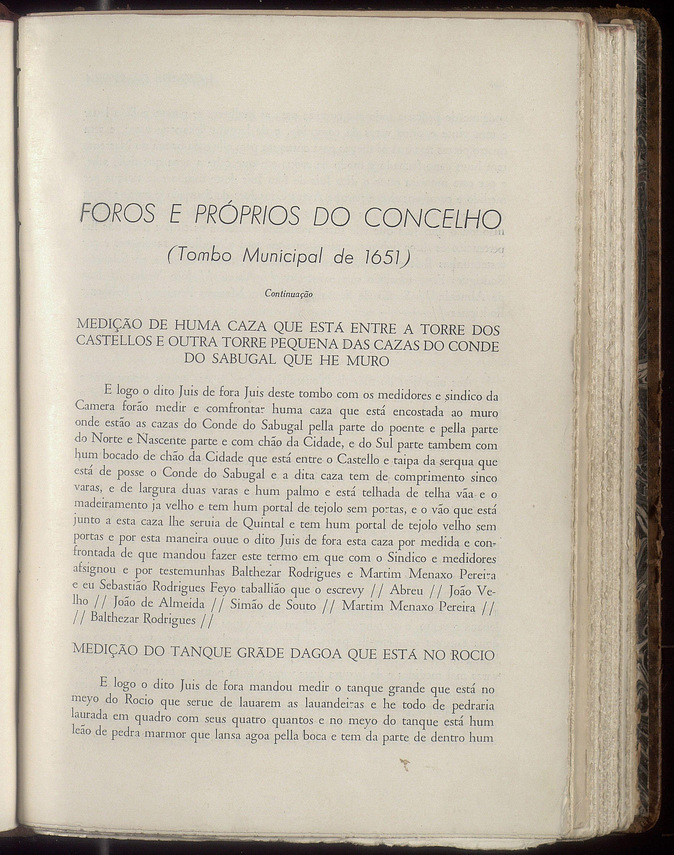 FOROS E PRÓPRIOS DO CONCELHO
(Tombo Municipal de 1651)
Continuação
MEDIÇÃO DE HUMA CAZA QUE ESTÁ ENTRE A TORRE DOS
CASTELLOS E OUTRA TORRE PEQUENA DAS CAZAS DO CONDE
DO SABUGAL QUE HE MURO
E logo o dito Juis de fora Juis deste tombo com os medidores e sindico da
Camera forão medir e comfrontar huma caza que está encostada ao muro
onde estão as cazas do Conde do Sabugal pella parte do poente e pella parte
do Norte e Nascente parte e com chão da Cidade, e do Sul parte tambem com
hum bocado de chão da Cidade que está entre o Castello e taipa da serqua que
está de posse o Conde do Sabugal e a dita caza tem de comprimento sinco
varas, e de largura duas varas e hum palmo e está telhada de telha vãa e o
madeiramento ja velho e tem hum portal de tejolo sem portas, e o vão que está
junto a esta caza lhe seruia de Quintal e tem hum portal de tejolo velho sem
portas e por esta maneira ouue o dito Juis de fora esta caza por medida e con-
frontada de que mandou fazer este termo em que com o Sindico e medidores
afsignou e por testemunhas Balthezar Rodrigues e Martim Menaxo Pereira
e eu Sebastião Rodrigues Feyo taballião que o escrevy // Abreu // João Ve-
lho // João de Almeida // Simão de Souto // Martim Menaxo Pereira //
// Balthezar Rodrigues //
MEDIÇÃO DO TANQUE GRÃDE DAGOA QUE ESTÁ NO ROCIO
E logo o dito Juis de fora mandou medir o tanque grande que está no
meyo do Rocio que serue de lauarem as lauandeiras e he todo de pedraria
laurada em quadro com seus quatro quantos e no meyo do tanque está hum
leão de pedra marmor que lansa agoa pella boca e tem da parte de dentro hum